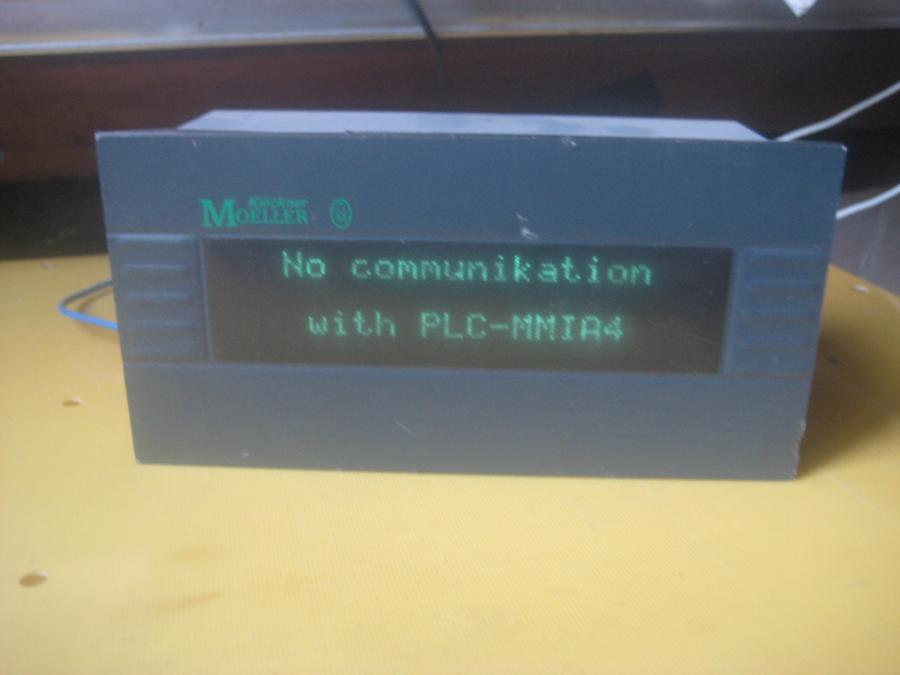 Klöckner
MOELLER
No communikation
with PLC-MMIA4